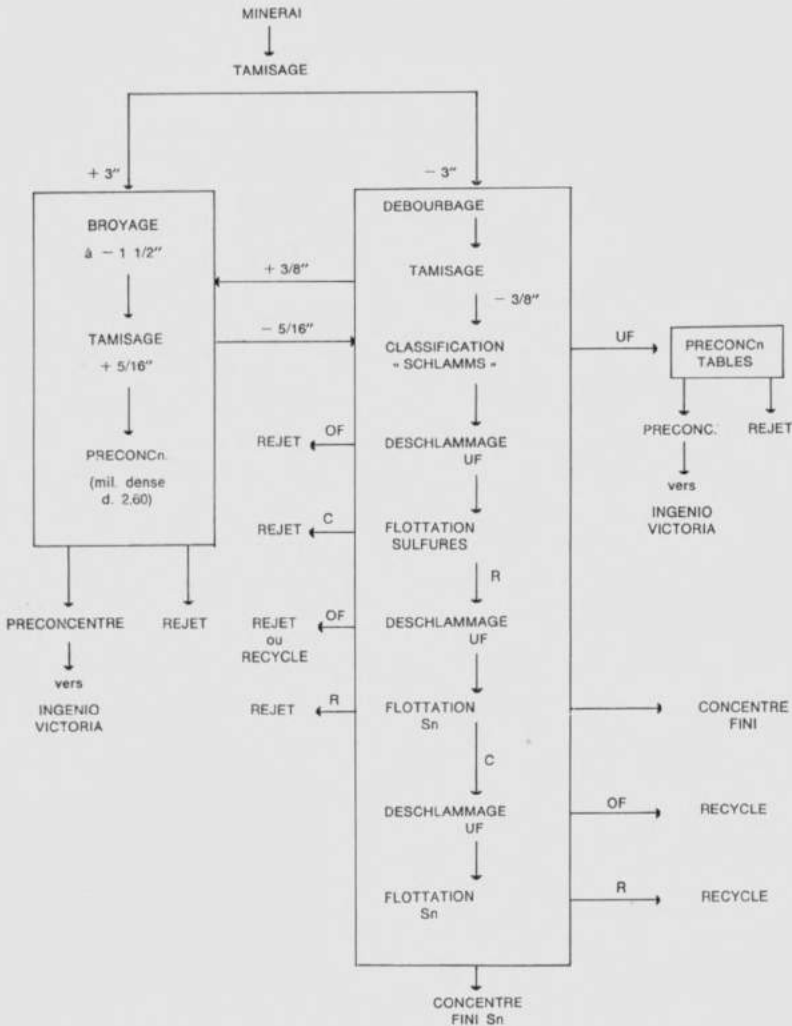 MINERAI
TAMISAGE
+ 3"
− 3"
BROYAGE
à − 1 1/2"
TAMISAGE
+ 5/16"
PRECONCn.
(mil. dense
d. 2.60)
PRECONCENTRE
REJET
vers
INGENIO
VICTORIA
+ 3/8"
− 5/16"
DEBOURBAGE
TAMISAGE
− 3/8"
CLASSIFICATION
« SCHLAMMS »
UF
PRECONCn
TABLES
PRECONC.
REJET
vers
INGENIO
VICTORIA
REJET
OF
DESCHLAMMAGE
UF
REJET
C
FLOTTATION
SULFURES
R
REJET
ou
RECYCLE
OF
DESCHLAMMAGE
UF
REJET
R
FLOTTATION
Sn
CONCENTRE
FINI
C
DESCHLAMMAGE
UF
OF
RECYCLE
FLOTTATION
Sn
R
RECYCLE
CONCENTRE
FINI Sn